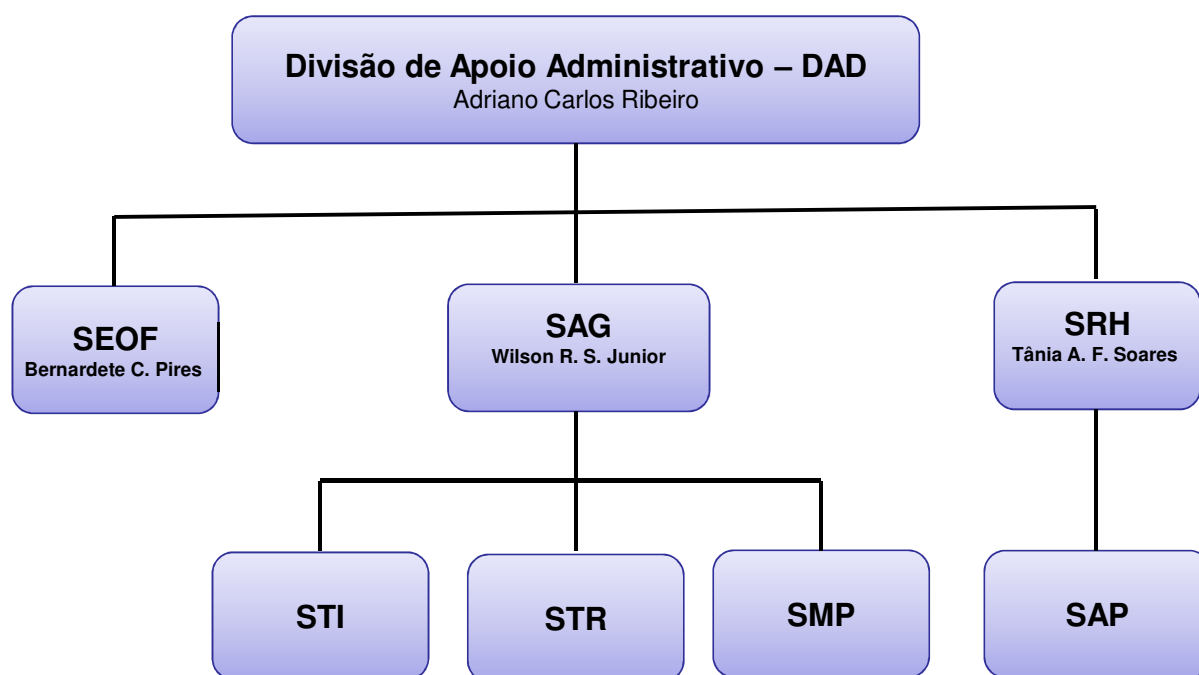 Divisão de Apoio Administrativo – DAD
Adriano Carlos Ribeiro
SEOF
Bernardete C. Pires
SAG
Wilson R. S. Junior
SRH
Tânia A. F. Soares
STI
STR
SMP
SAP